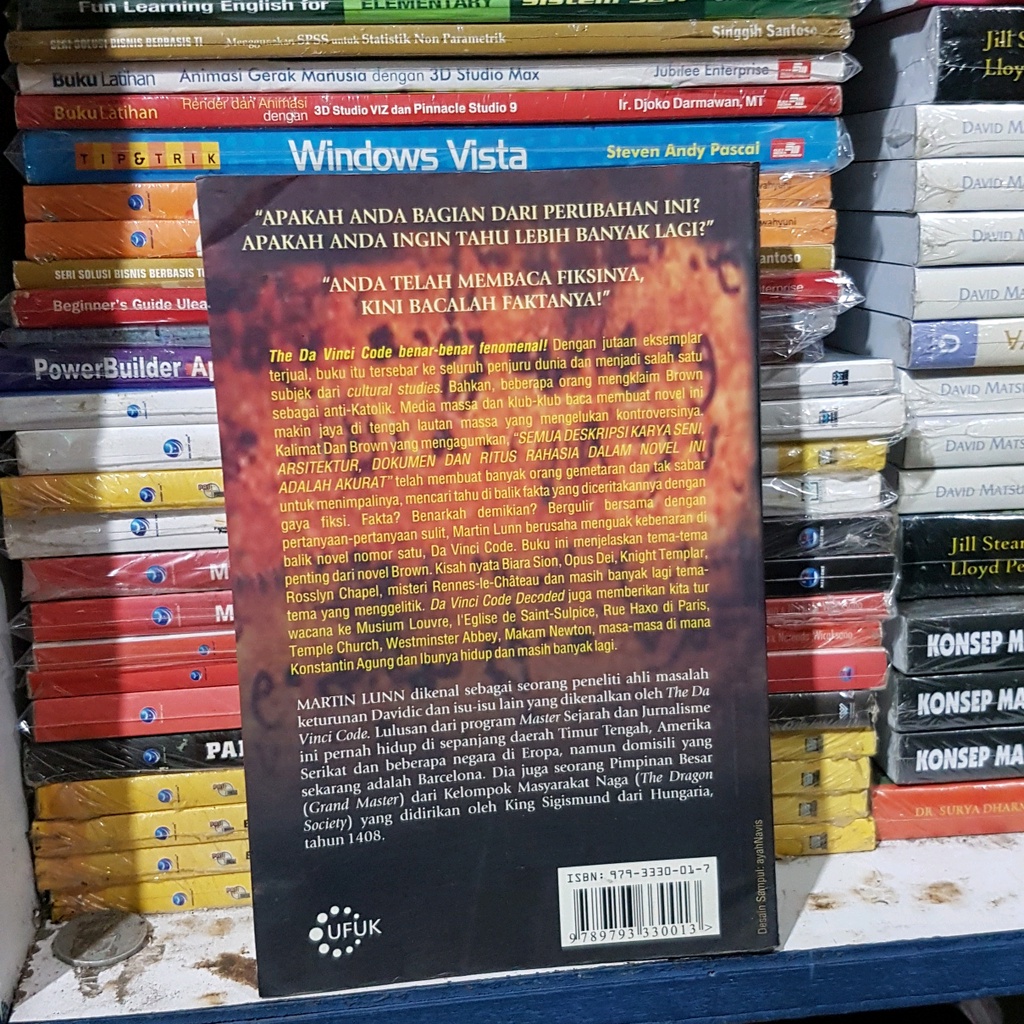 Fun Learning English for ELEMENTARY
SERI SOLUSI BISNIS BERBASIS TI Menggunakan SPSS untuk Statistik Non Parametrik Singgih Santoso
Buku Latihan Animasi Gerak Manusia dengan 3D Studio Max Jubilee Enterprise
Buku Latihan Render dan Animasi dengan 3D Studio VIZ dan Pinnacle Studio 9 Ir. Djoko Darmawan, MT
TIP & TRIK Windows Vista Steven Andy Pascal
SERI SOLUSI BISNIS BERBASIS
Beginner's Guide
PowerBuilder
“APAKAH ANDA BAGIAN DARI PERUBAHAN INI?
APAKAH ANDA INGIN TAHU LEBIH BANYAK LAGI?”
“ANDA TELAH MEMBACA FIKSINYA,
KINI BACALAH FAKTANYA!”
The Da Vinci Code benar-benar fenomenal! Dengan jutaan eksemplar
terjual, buku itu tersebar ke seluruh penjuru dunia dan menjadi salah satu
subjek dari cultural studies. Bahkan, beberapa orang mengklaim Brown
sebagai anti-Katolik. Media massa dan klub-klub baca membuat novel ini
makin jaya di tengah lautan massa yang mengelukan kontroversinya.
Kalimat Dan Brown yang mengagumkan, “SEMUA DESKRIPSI KARYA SENI,
ARSITEKTUR, DOKUMEN DAN RITUS RAHASIA DALAM NOVEL INI
ADALAH AKURAT” telah membuat banyak orang gemetaran dan tak sabar
untuk menimpalinya, mencari tahu di balik fakta yang diceritakannya dengan
gaya fiksi. Fakta? Benarkah demikian? Bergulir bersama dengan
pertanyaan-pertanyaan sulit, Martin Lunn berusaha menguak kebenaran di
balik novel nomor satu, Da Vinci Code. Buku ini menjelaskan tema-tema
penting dari novel Brown. Kisah nyata Biara Sion, Opus Dei, Knight Templar,
Rosslyn Chapel, misteri Rennes-le-Château dan masih banyak lagi tema-
tema yang menggelitik. Da Vinci Code Decoded juga memberikan kita tur
wacana ke Musium Louvre, l'Eglise de Saint-Sulpice, Rue Haxo di Paris,
Temple Church, Westminster Abbey, Makam Newton, masa-masa di mana
Konstantin Agung dan Ibunya hidup dan masih banyak lagi.
MARTIN LUNN dikenal sebagai seorang peneliti ahli masalah
keturunan Davidic dan isu-isu lain yang dikenalkan oleh The Da
Vinci Code. Lulusan dari program Master Sejarah dan Jurnalisme
ini pernah hidup di sepanjang daerah Timur Tengah, Amerika
Serikat dan beberapa negara di Eropa, namun domisili yang
sekarang adalah Barcelona. Dia juga seorang Pimpinan Besar
(Grand Master) dari Kelompok Masyarakat Naga (The Dragon
Society) yang didirikan oleh King Sigismund dari Hungaria,
tahun 1408.
UFUK
ISBN: 979-3330-01-7
9 789793 330013 >
Desain Sampul: ayahNavis
Jill
DAVID M
DAVID M
DAVID M
DAVID M
DAVID MATSU
DAVID MATSU
DAVID MATSU
Jill
Lloyd
KONSEP
KONSEP
KONSEP
DR. SURYA